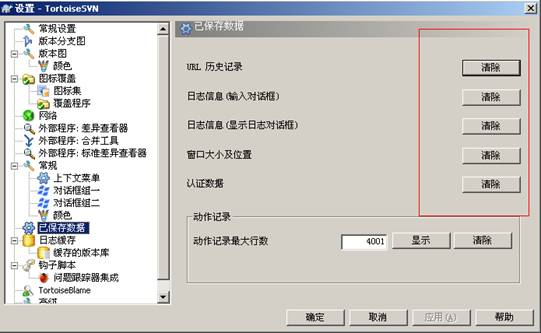 设置 - TortoiseSVN
常规设置
版本分支图
版本图
颜色
图标覆盖
图标集
覆盖程序
网络
外部程序: 差异查看器
外部程序: 合并工具
外部程序: 标准差异查看器
常规
上下文菜单
对话框组一
对话框组二
颜色
已保存数据
日志缓存
缓存的版本库
钩子脚本
问题跟踪器集成
TortoiseBlame
高级
已保存数据
URL 历史记录 清除
日志信息(输入对话框) 清除
日志信息(显示日志对话框) 清除
窗口大小及位置 清除
认证数据 清除
动作记录
动作记录最大行数 4001 显示 清除
确定 取消 应用(A) 帮助